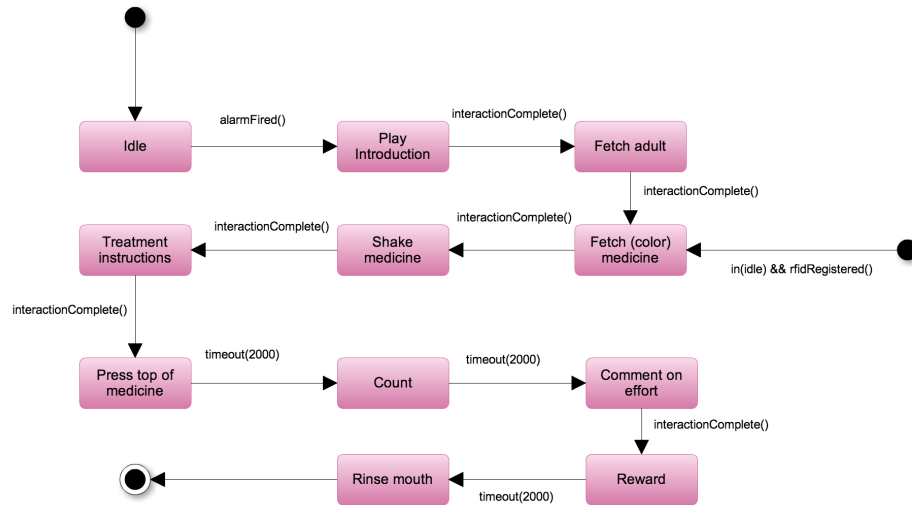 alarmFired()
interactionComplete()
Idle
Play
Introduction
Fetch adult
interactionComplete()
interactionComplete()
interactionComplete()
Treatment
instructions
Shake
medicine
Fetch (color)
medicine
in(idle) && rfidRegistered()
interactionComplete()
timeout(2000)
timeout(2000)
Press top of
medicine
Count
Comment on
effort
interactionComplete()
Rinse mouth
Reward
timeout(2000)